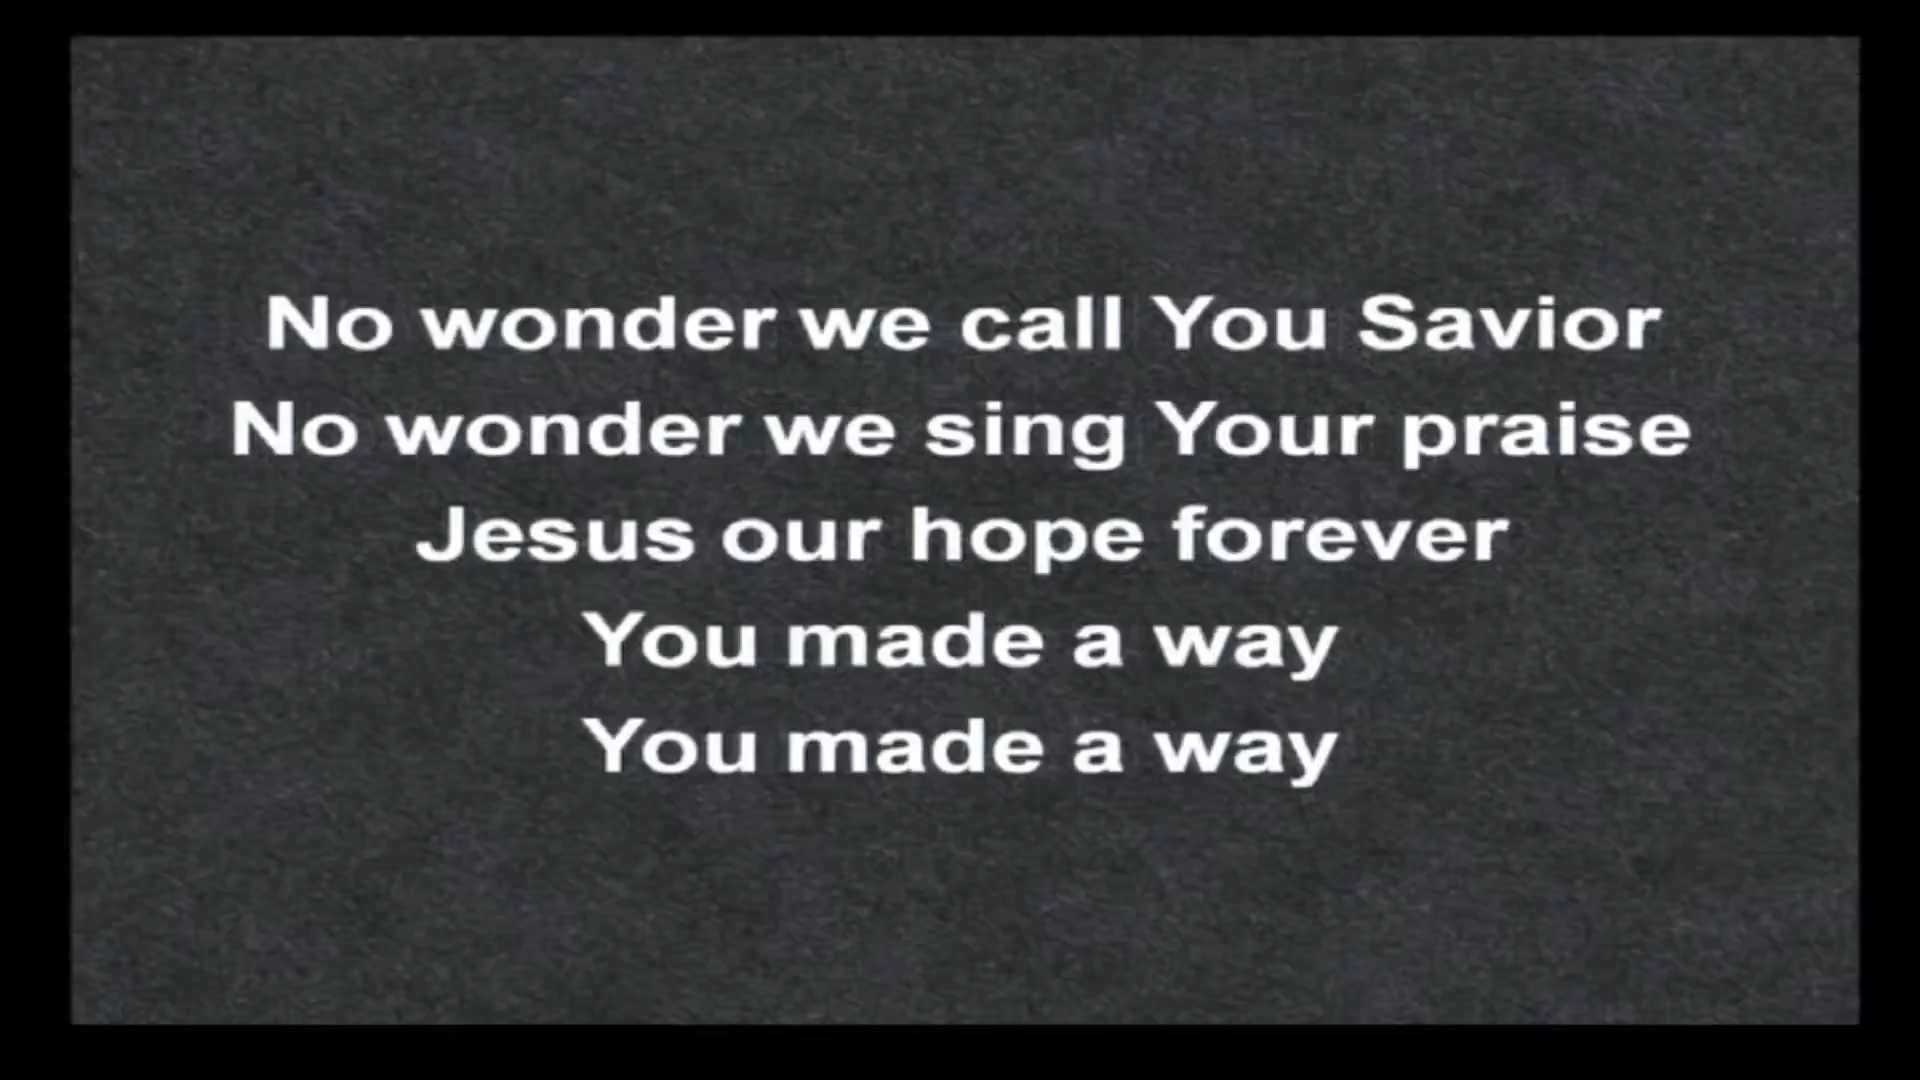 No wonder we call You Savior
No wonder we sing Your praise
Jesus our hope forever
You made a way
You made a way